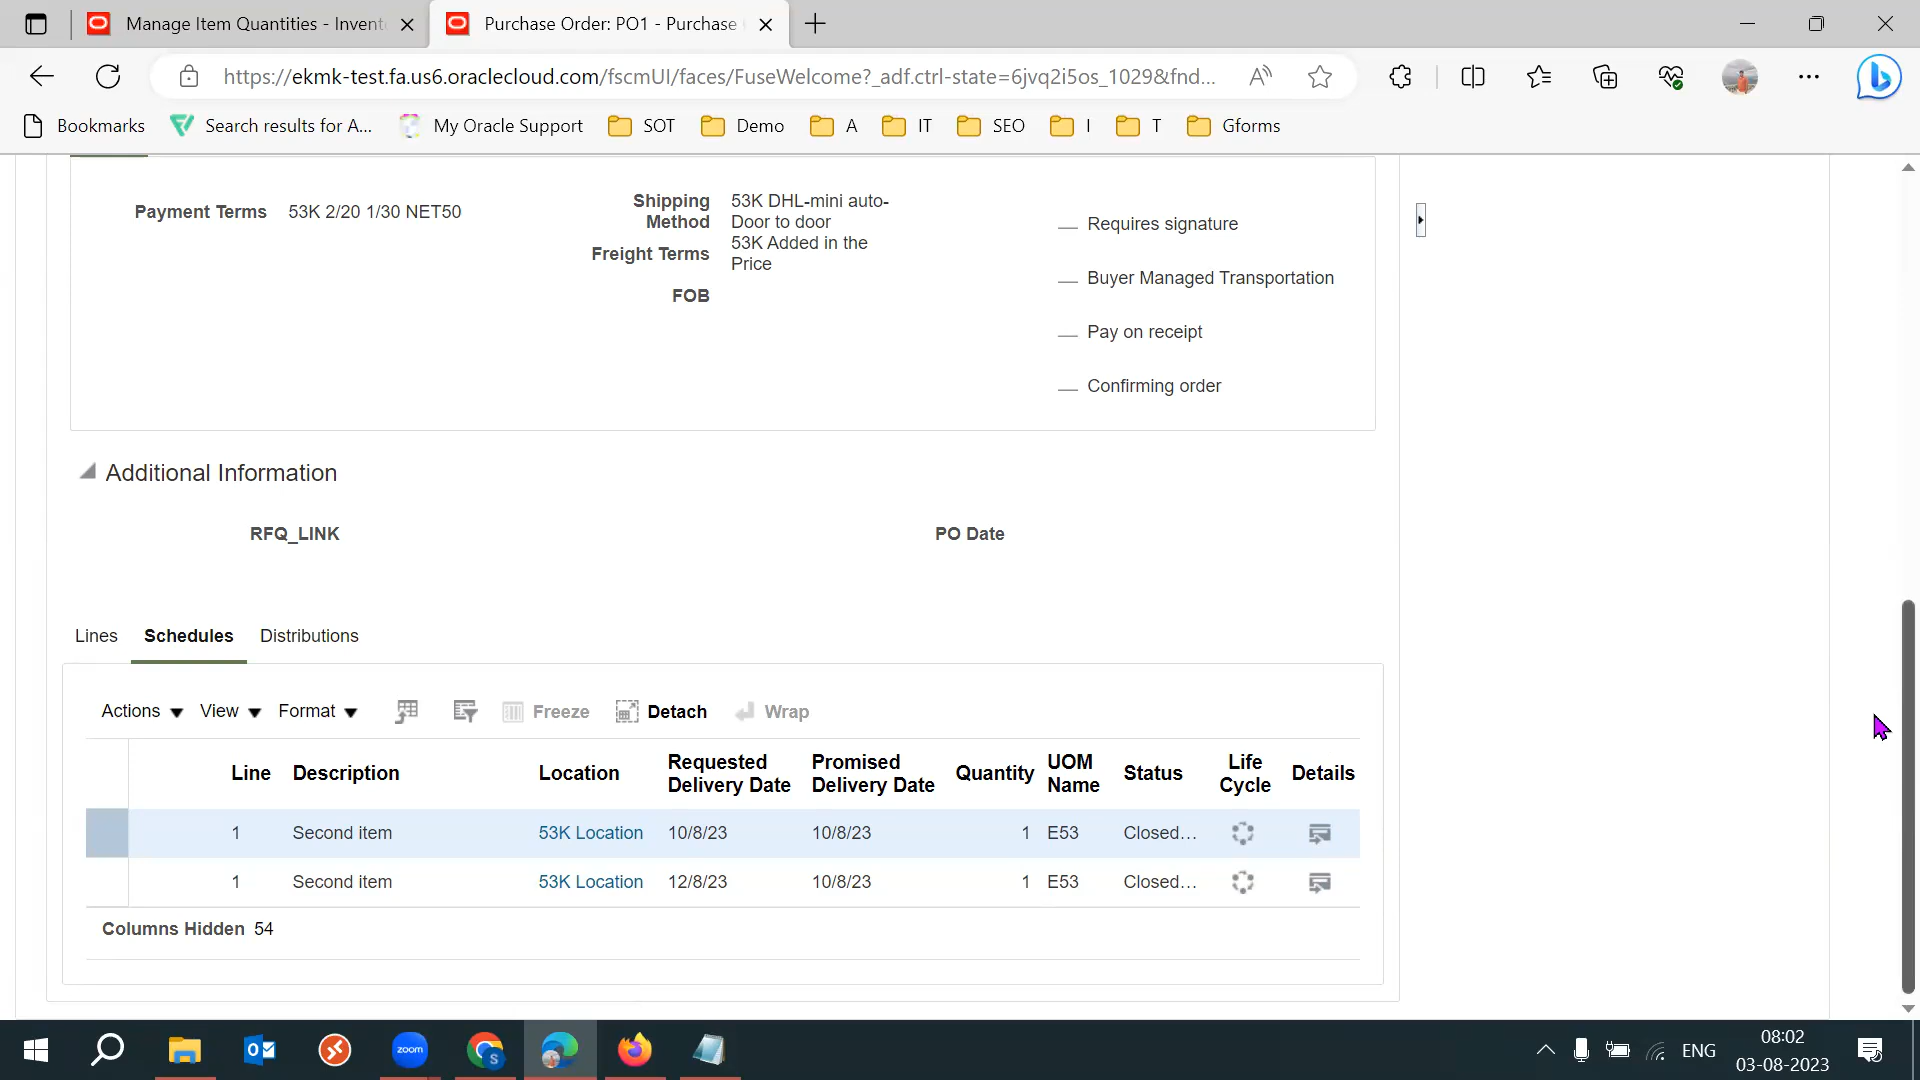 Manage Item Quantities - Invent
Purchase Order: PO1 - Purchase
https://ekmk-test.fa.us6.oraclecloud.com/fscmUI/faces/FuseWelcome?_adf.ctrl-state=6jvq2i5os_1029&fnd...
Bookmarks
Search results for A...
My Oracle Support
SOT
Demo
A
IT
SEO
I
T
Gforms
Payment Terms 53K 2/20 1/30 NET50
Shipping Method 53K DHL-mini auto-
Door to door
Freight Terms 53K Added in the
Price
FOB
Requires signature
Buyer Managed Transportation
Pay on receipt
Confirming order
Additional Information
RFQ_LINK PO Date
Lines Schedules Distributions
Actions View Format Freeze Detach Wrap
Line Description Location Requested Delivery Date Promised Delivery Date Quantity UOM Name Status Life Cycle Details
1 Second item 53K Location 10/8/23 10/8/23 1 E53 Closed...
1 Second item 53K Location 12/8/23 10/8/23 1 E53 Closed...
Columns Hidden 54
zoom
ENG
08:02
03-08-2023